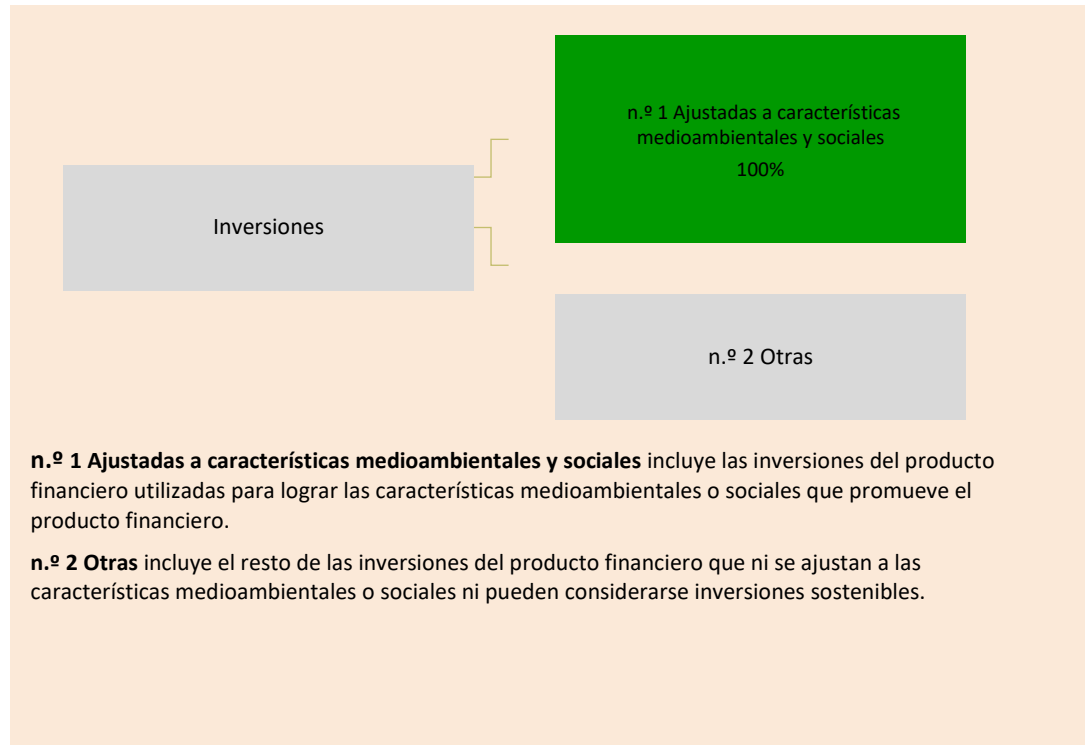 n.º 1 Ajustadas a características
medioambientales y sociales
100%
Inversiones
n.º 2 Otras
n.º 1 Ajustadas a características medioambientales y sociales incluye las inversiones del producto
financiero utilizadas para lograr las características medioambientales o sociales que promueve el
producto financiero.
n.º 2 Otras incluye el resto de las inversiones del producto financiero que ni se ajustan a las
características medioambientales o sociales ni pueden considerarse inversiones sostenibles.